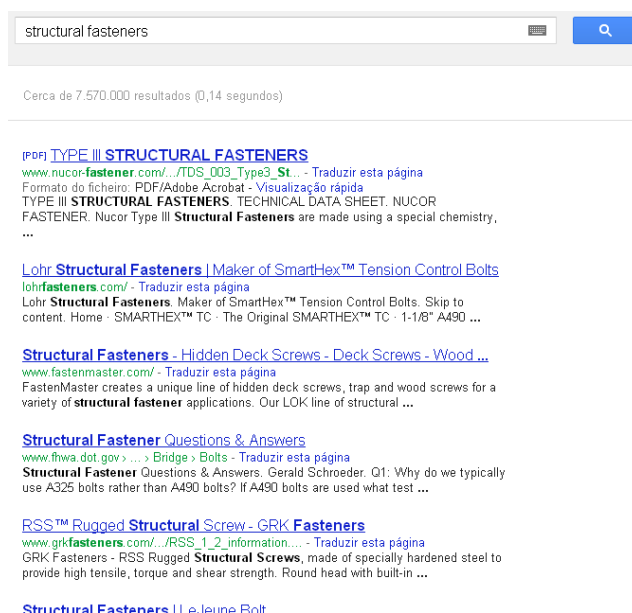 structural fasteners
Cerca de 7.570.000 resultados (0,14 segundos)
[PDF] TYPE III STRUCTURAL FASTENERS
www.nucor-fastener.com/.../TDS_003_Type3_St... - Traduzir esta página
Formato do ficheiro: PDF/Adobe Acrobat - Visualização rápida
TYPE III STRUCTURAL FASTENERS. TECHNICAL DATA SHEET. NUCOR
FASTENER. Nucor Type III Structural Fasteners are made using a special chemistry,
...
Lohr Structural Fasteners | Maker of SmartHex™ Tension Control Bolts
lohrfasteners.com/ - Traduzir esta página
Lohr Structural Fasteners. Maker of SmartHex™ Tension Control Bolts. Skip to
content. Home · SMARTHEX™ TC · The Original SMARTHEX™ TC · 1-1/8" A490 ...
Structural Fasteners - Hidden Deck Screws - Deck Screws - Wood ...
www.fastenmaster.com/ - Traduzir esta página
FastenMaster creates a unique line of hidden deck screws, trap and wood screws for a
variety of structural fastener applications. Our LOK line of structural ...
Structural Fastener Questions & Answers
www.fhwa.dot.gov › ... › Bridge › Bolts - Traduzir esta página
Structural Fastener Questions & Answers. Gerald Schroeder. Q1: Why do we typically
use A325 bolts rather than A490 bolts? If A490 bolts are used what test ...
RSS™ Rugged Structural Screw - GRK Fasteners
www.grkfasteners.com/.../RSS_1_2_information.... - Traduzir esta página
GRK Fasteners - RSS Rugged Structural Screws, made of specially hardened steel to
provide high tensile, torque and shear strength. Round head with built-in ...
Structural Fasteners | LeJeune Bolt